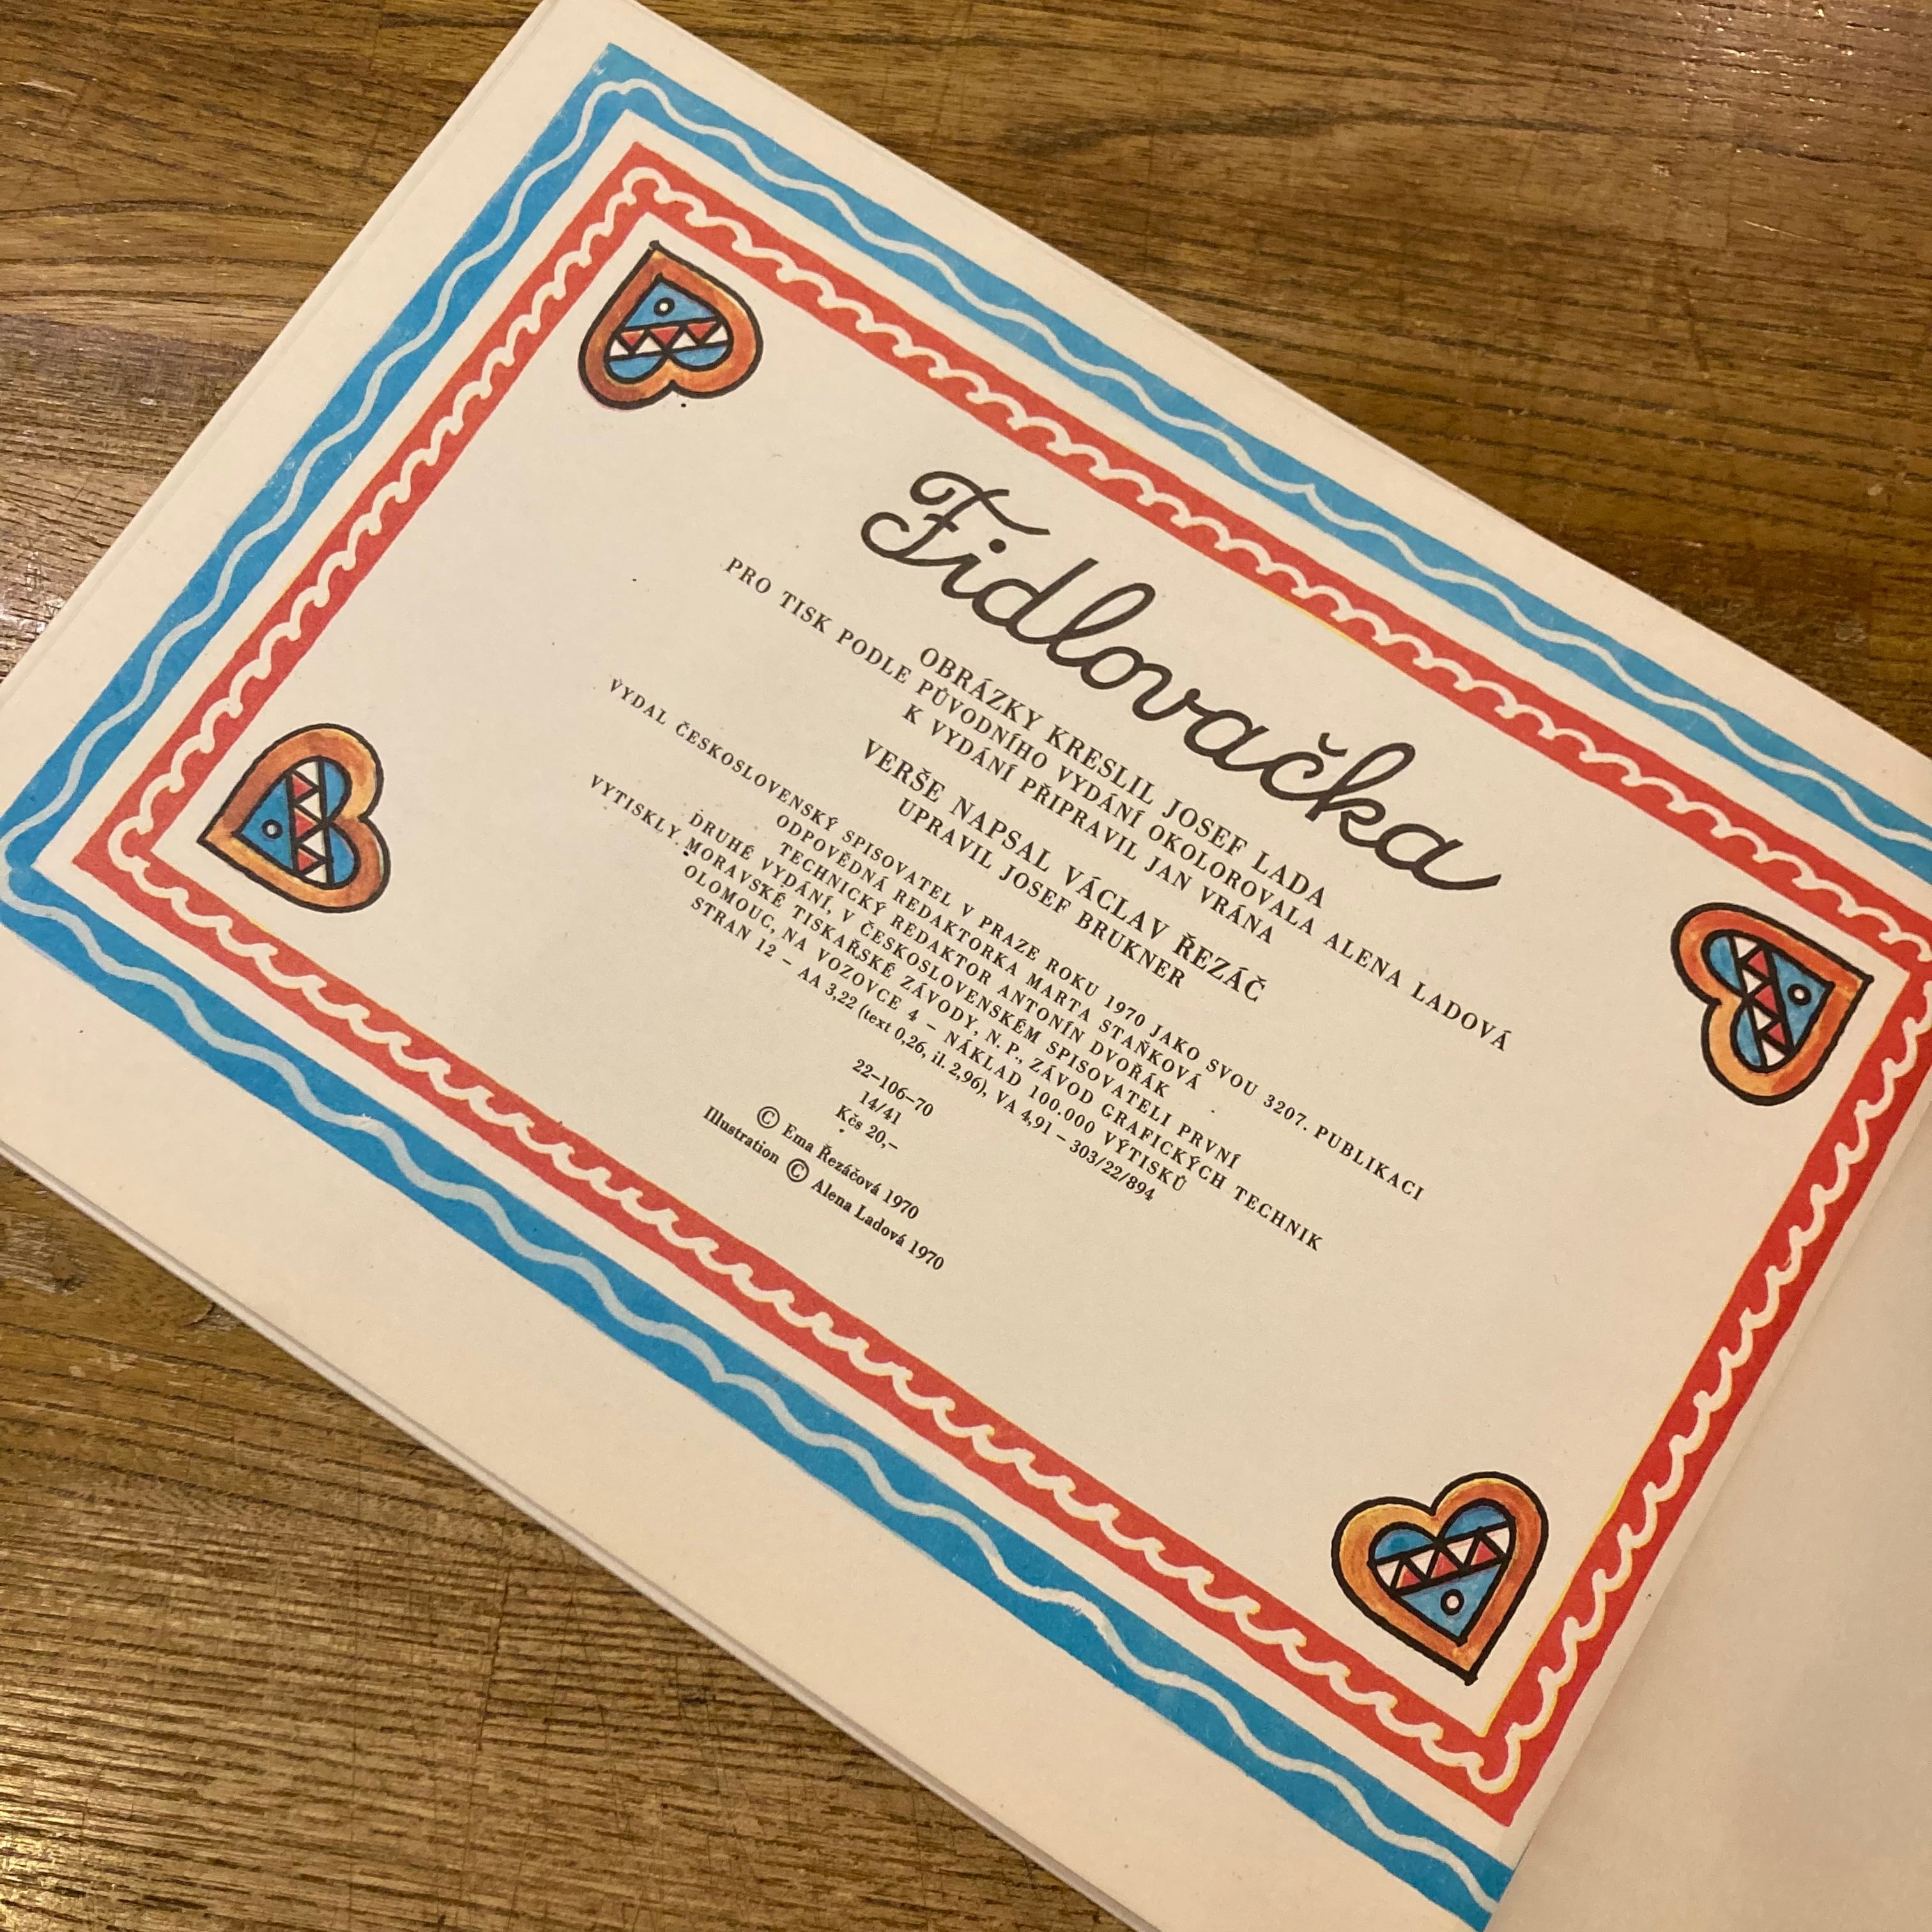 Fidlovačka
OBRÁZKY KRESLIL JOSEF LADA
PRO TISK PODLE PŮVODNÍHO VYDÁNÍ OKOLOROVALA ALENA LADOVÁ
K VYDÁNÍ PŘIPRAVIL JAN VRÁNA
VERŠE NAPSAL VÁCLAV ŘEZÁČ
UPRAVIL JOSEF BRUKNER
VYDAL ČESKOSLOVENSKÝ SPISOVATEL V PRAZE ROKU 1970 JAKO SVOU 3207. PUBLIKACI
ODPOVĚDNÁ REDAKTORKA MARTA STAŇKOVÁ
TECHNICKÝ REDAKTOR ANTONÍN DVOŘÁK
DRUHÉ VYDÁNÍ, V ČESKOSLOVENSKÉM SPISOVATELI PRVNÍ
VYTISKLY MORAVSKÉ TISKAŘSKÉ ZÁVODY, N. P., ZÁVOD GRAFICKÝCH TECHNIK
OLOMOUC, NA VOZOVCE 4 – NÁKLAD 100.000 VÝTISKŮ
STRAN 12 – AA 3,22 (text 0,26, il. 2,96), VA 4,91 – 303/22/894
22–106–70
14/41
Kčs 20,–
© Ema Řezáčová 1970
Illustration © Alena Ladová 1970